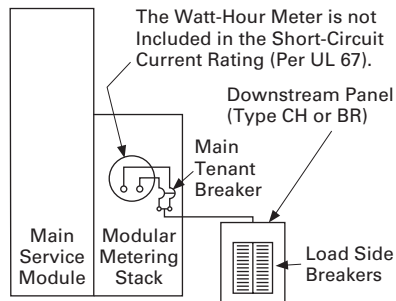 The Watt-Hour Meter is not
Included in the Short-Circuit
Current Rating (Per UL 67).
Downstream Panel
(Type CH or BR)
Main
Tenant
Breaker
Main
Service
Module
Modular
Metering
Stack
Load Side
Breakers